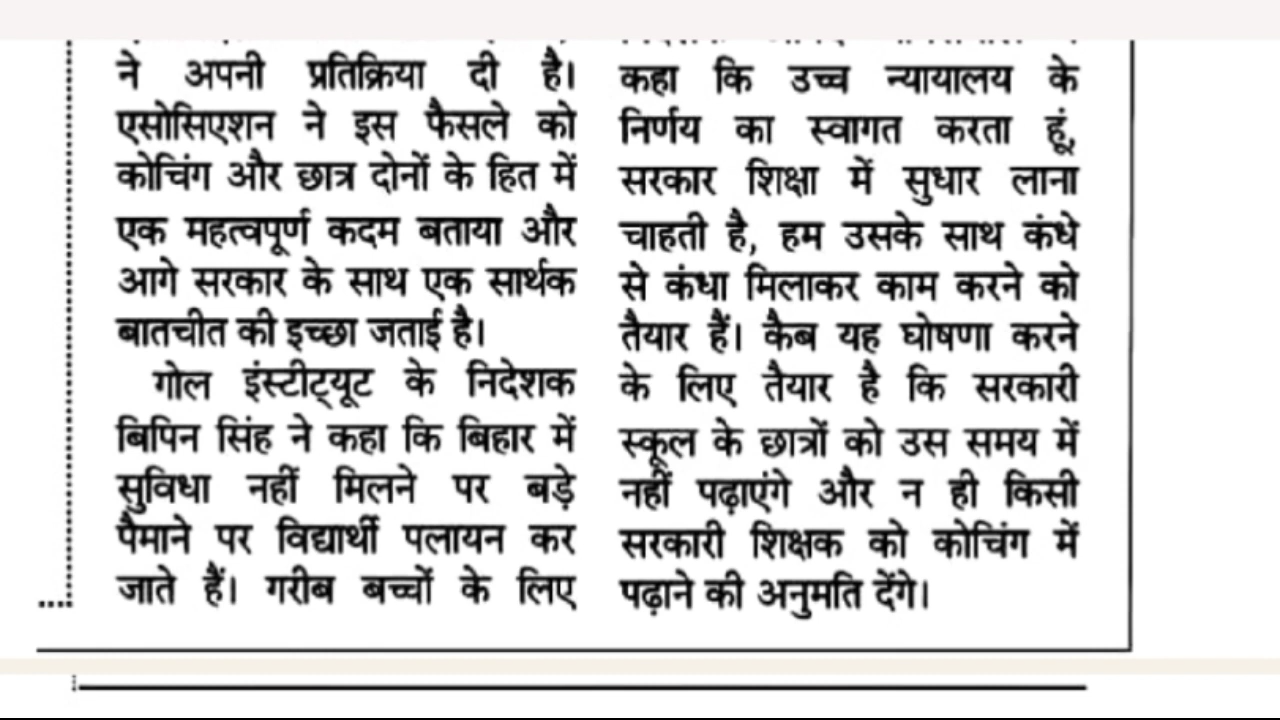 ने अपनी प्रतिक्रिया दी है।
एसोसिएशन ने इस फैसले को
कोचिंग और छात्र दोनों के हित में
एक महत्वपूर्ण कदम बताया और
आगे सरकार के साथ एक सार्थक
बातचीत की इच्छा जताई है।
गोल इंस्टीट्यूट के निदेशक
बिपिन सिंह ने कहा कि बिहार में
सुविधा नहीं मिलने पर बड़े
पैमाने पर विद्यार्थी पलायन कर
जाते हैं। गरीब बच्चों के लिए
कहा कि उच्च न्यायालय के
निर्णय का स्वागत करता हूं,
सरकार शिक्षा में सुधार लाना
चाहती है, हम उसके साथ कंधे
से कंधा मिलाकर काम करने को
तैयार हैं। कैब यह घोषणा करने
के लिए तैयार है कि सरकारी
स्कूल के छात्रों को उस समय में
नहीं पढ़ाएंगे और न ही किसी
सरकारी शिक्षक को कोचिंग में
पढ़ाने की अनुमति देंगे।